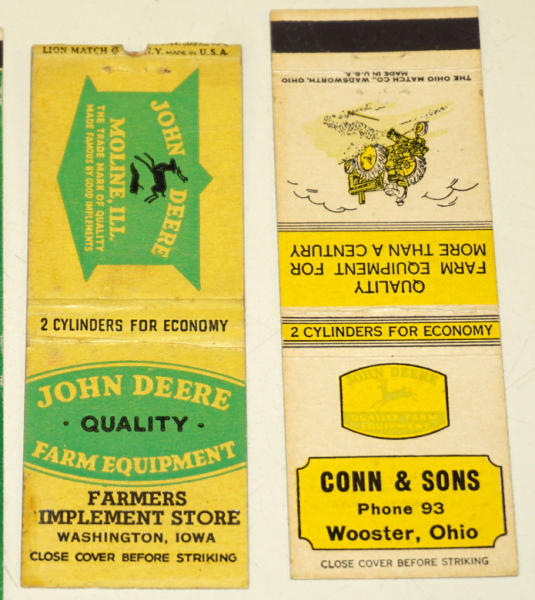 LION MATCH
N.Y. MADE IN U.S.A.
JOHN DEERE
MOLINE, ILL.
THE TRADE MARK OF QUALITY
MADE FAMOUS BY GOOD IMPLEMENTS
2 CYLINDERS FOR ECONOMY
JOHN DEERE
· QUALITY ·
FARM EQUIPMENT
FARMERS
IMPLEMENT STORE
WASHINGTON, IOWA
CLOSE COVER BEFORE STRIKING
THE OHIO MATCH CO., WADSWORTH, OHIO
MADE IN U.S.A.
QUALITY
FARM EQUIPMENT FOR
MORE THAN A CENTURY
2 CYLINDERS FOR ECONOMY
JOHN DEERE
QUALITY FARM
EQUIPMENT
CONN & SONS
Phone 93
Wooster, Ohio
CLOSE COVER BEFORE STRIKING